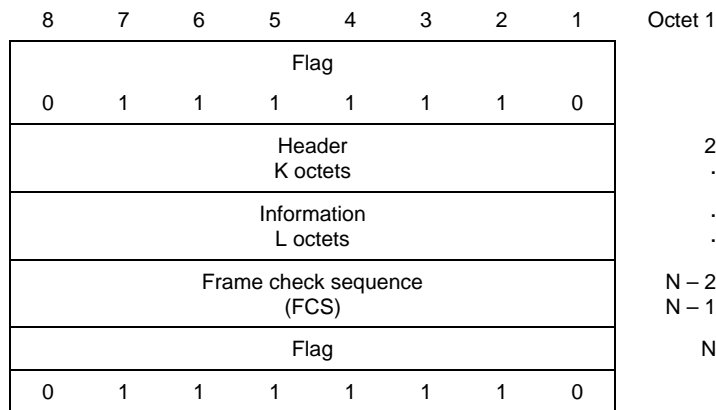 8 7 6 5 4 3 2 1 Octet 1
Flag
0 1 1 1 1 1 1 0
Header 2
K octets .
Information .
L octets .
Frame check sequence N – 2
(FCS) N – 1
Flag N
0 1 1 1 1 1 1 0